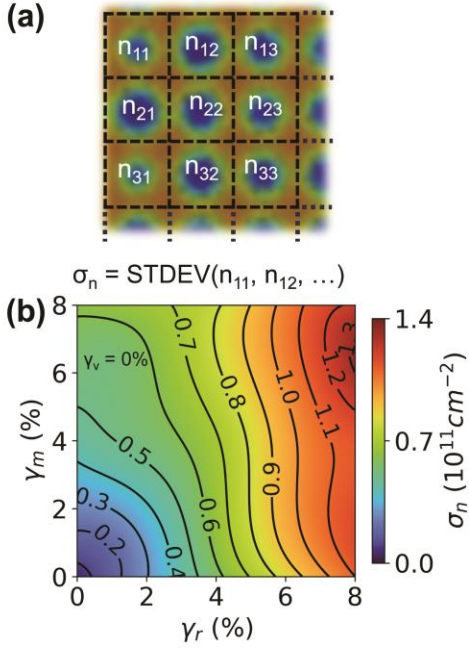 (a)
n₁₁ n₁₂ n₁₃
n₂₁ n₂₂ n₂₃
n₃₁ n₃₂ n₃₃
σₙ = STDEV(n₁₁, n₁₂, …)
(b)
8
6
4
2
0
γₘ (%)
γᵥ = 0%
0.7
0.8
1.0
1.3
1.2
1.1
0.5
0.9
0.3
0.6
0.2
0.4
0 2 4 6 8
γᵣ (%)
1.4
0.7
0.0
σₙ (10¹¹cm⁻²)